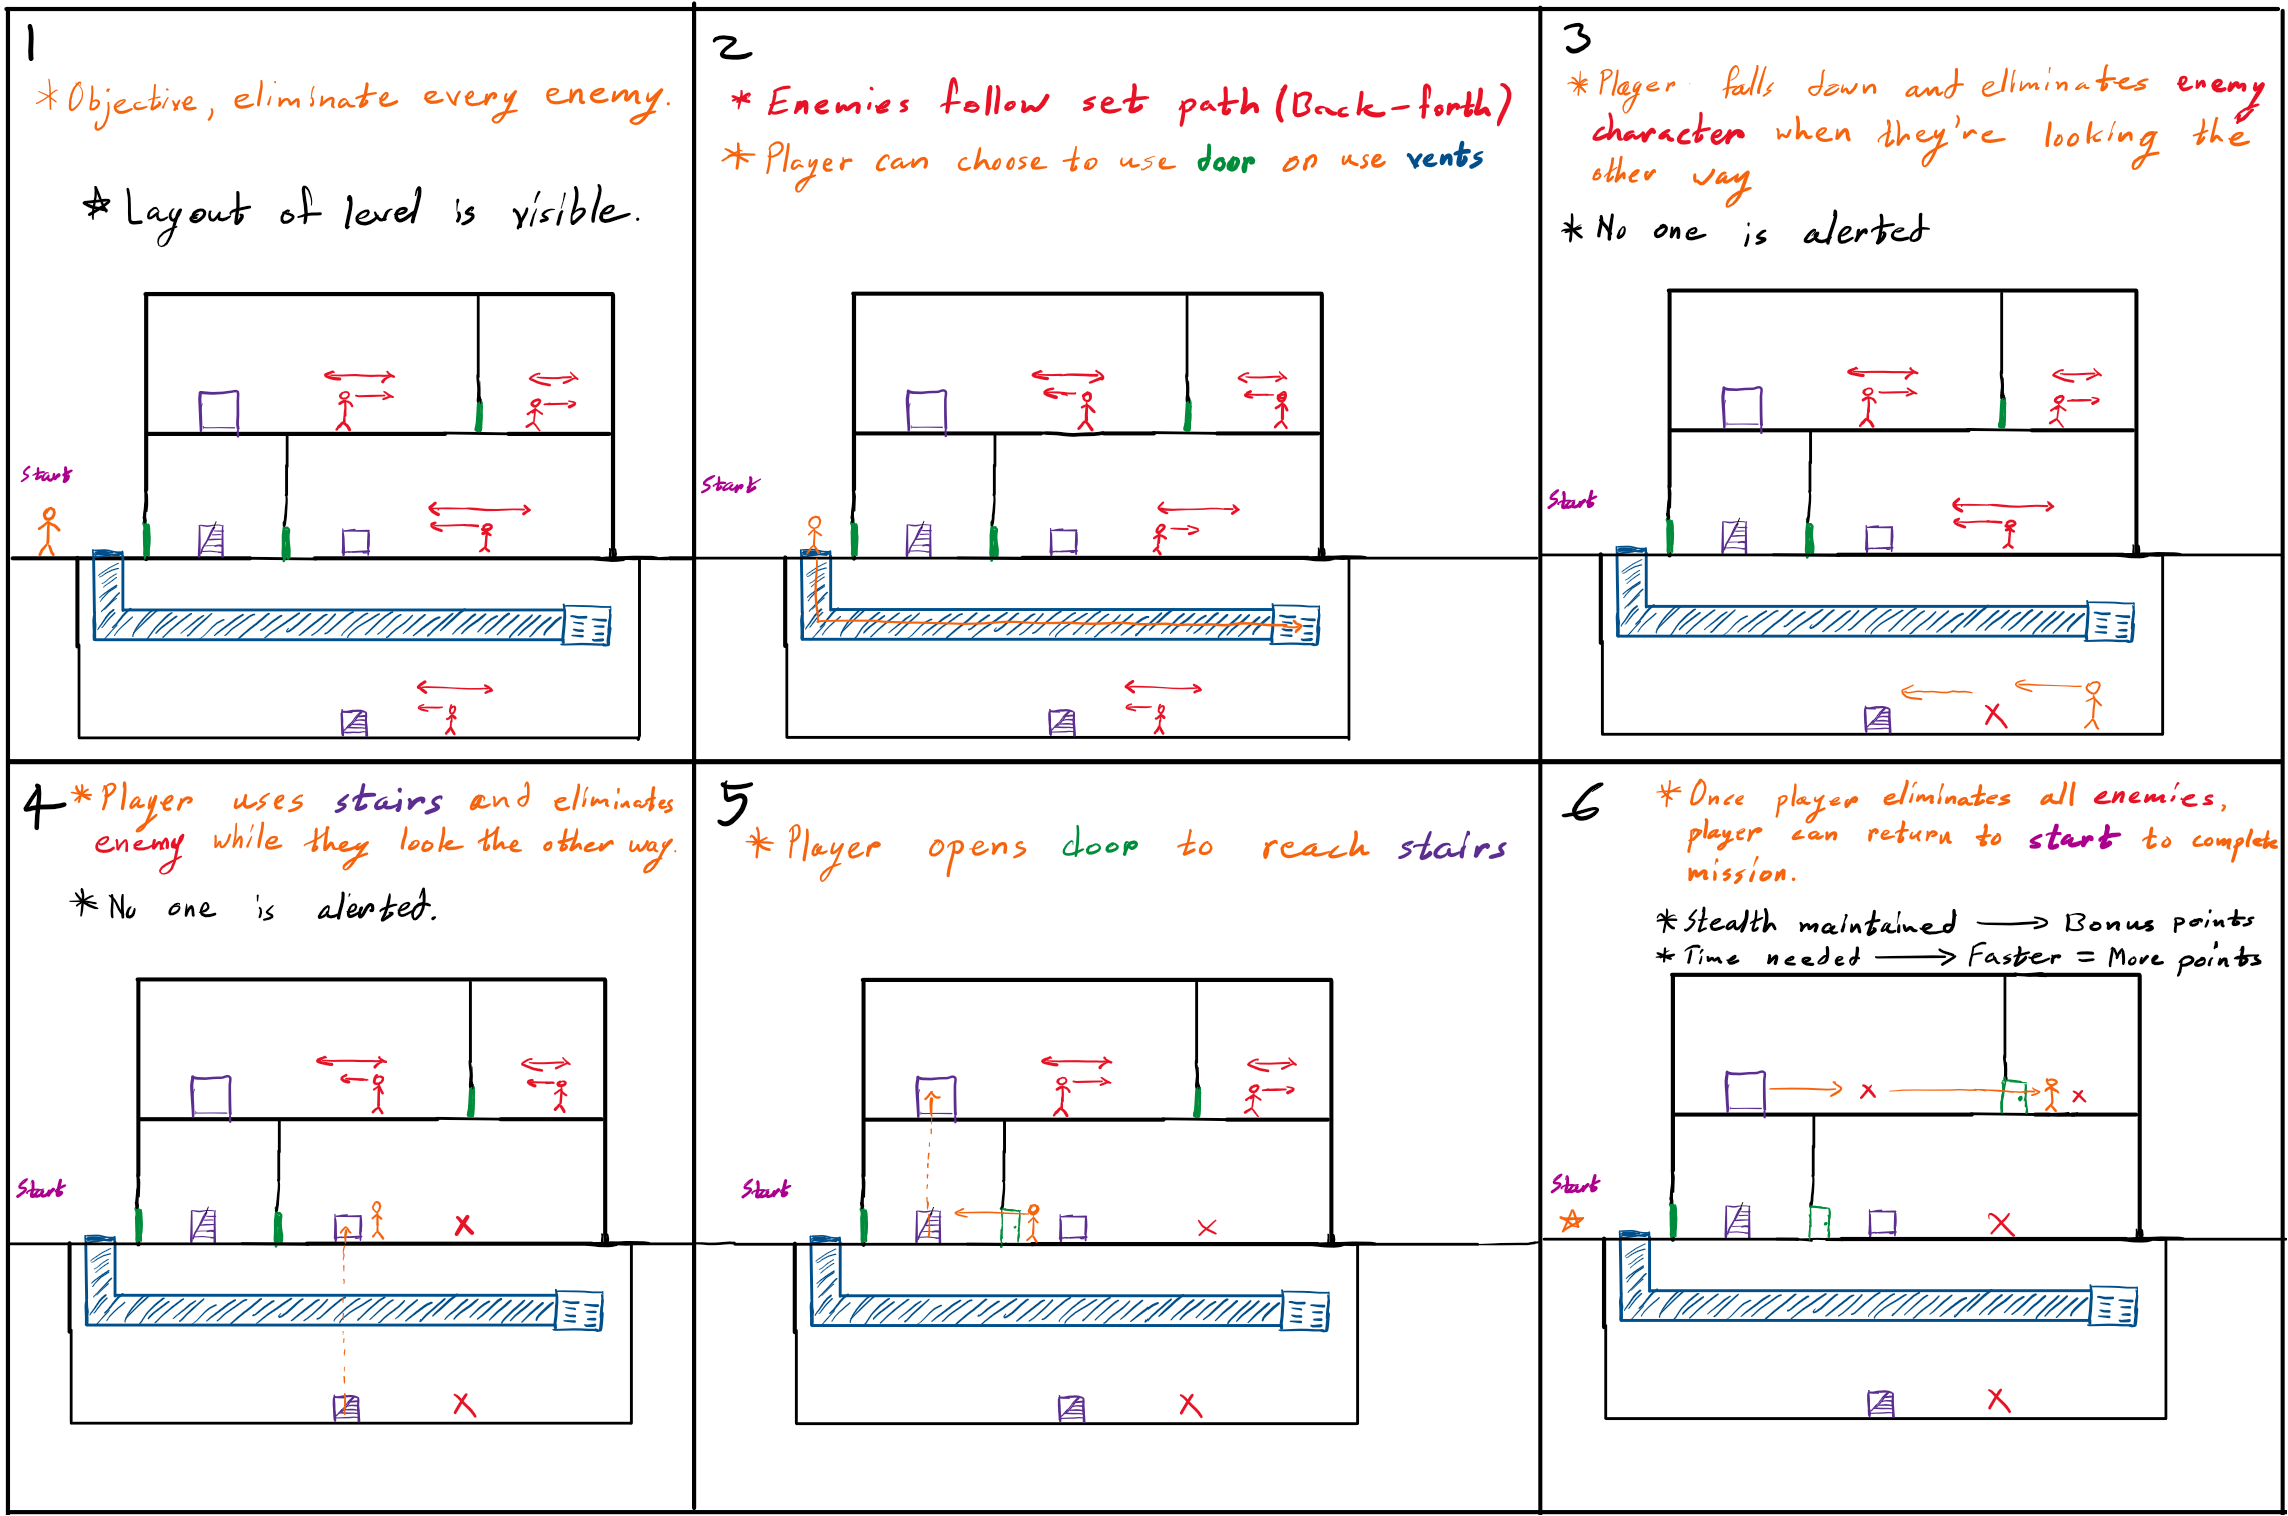 1
* Objective, eliminate every enemy.
* Layout of level is visible.
Start
2
* Enemies follow set path (Back-forth)
* Player can choose to use door or use vents
Start
3
* Player falls down and eliminates enemy
character when they're looking the
other way
* No one is alerted
Start
4
* Player uses stairs and eliminates
enemy while they look the other way.
* No one is alerted.
Start
5
* Player opens door to reach stairs
Start
6
* Once player eliminates all enemies,
player can return to start to complete
mission.
* Stealth maintained → Bonus points
* Time needed → Faster = More points
Start